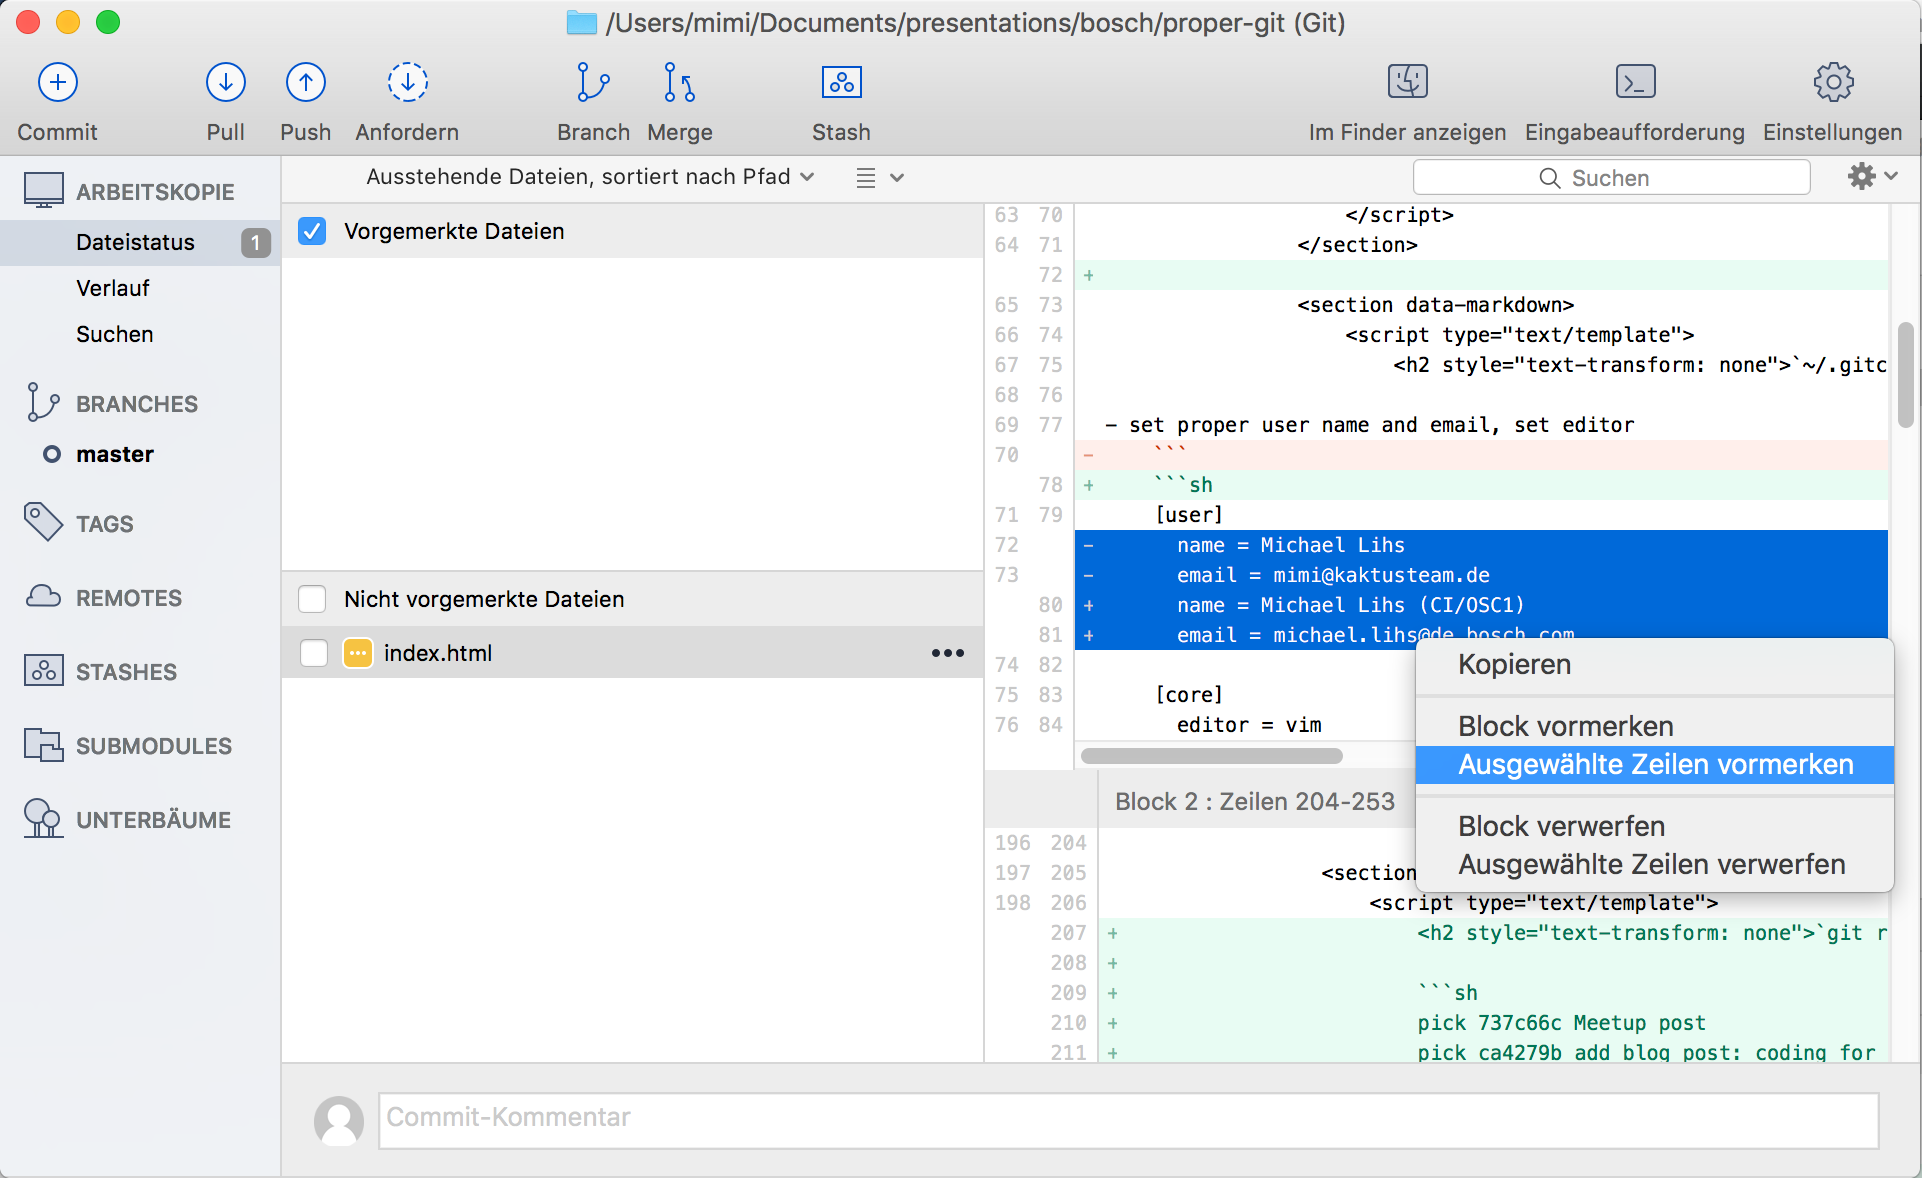 /Users/mimi/Documents/presentations/bosch/proper-git (Git)
Commit
Pull
Push
Anfordern
Branch
Merge
Stash
Im Finder anzeigen
Eingabeaufforderung
Einstellungen
ARBEITSKOPIE
Dateistatus 1
Verlauf
Suchen
BRANCHES
master
TAGS
REMOTES
STASHES
SUBMODULES
UNTERBÄUME
Ausstehende Dateien, sortiert nach Pfad
Suchen
Vorgemerkte Dateien
Nicht vorgemerkte Dateien
index.html
63 70 </script>
64 71 </section>
72 +
65 73 <section data-markdown>
66 74 <script type="text/template">
67 75 <h2 style="text-transform: none">`~/.gitc
68 76
69 77 - set proper user name and email, set editor
70 - ```
78 + ```sh
71 79 [user]
72 - name = Michael Lihs
73 - email = mimi@kaktusteam.de
80 + name = Michael Lihs (CI/OSC1)
81 + email = michael.lihs@de.bosch.com
74 82
75 83 [core]
76 84 editor = vim
Kopieren
Block vormerken
Ausgewählte Zeilen vormerken
Block verwerfen
Ausgewählte Zeilen verwerfen
Block 2 : Zeilen 204-253
196 204
197 205 <section
198 206 <script type="text/template">
207 + <h2 style="text-transform: none">`git r
208 +
209 + ```sh
210 + pick 737c66c Meetup post
211 + pick ca4279b add blog post: coding for
Commit-Kommentar